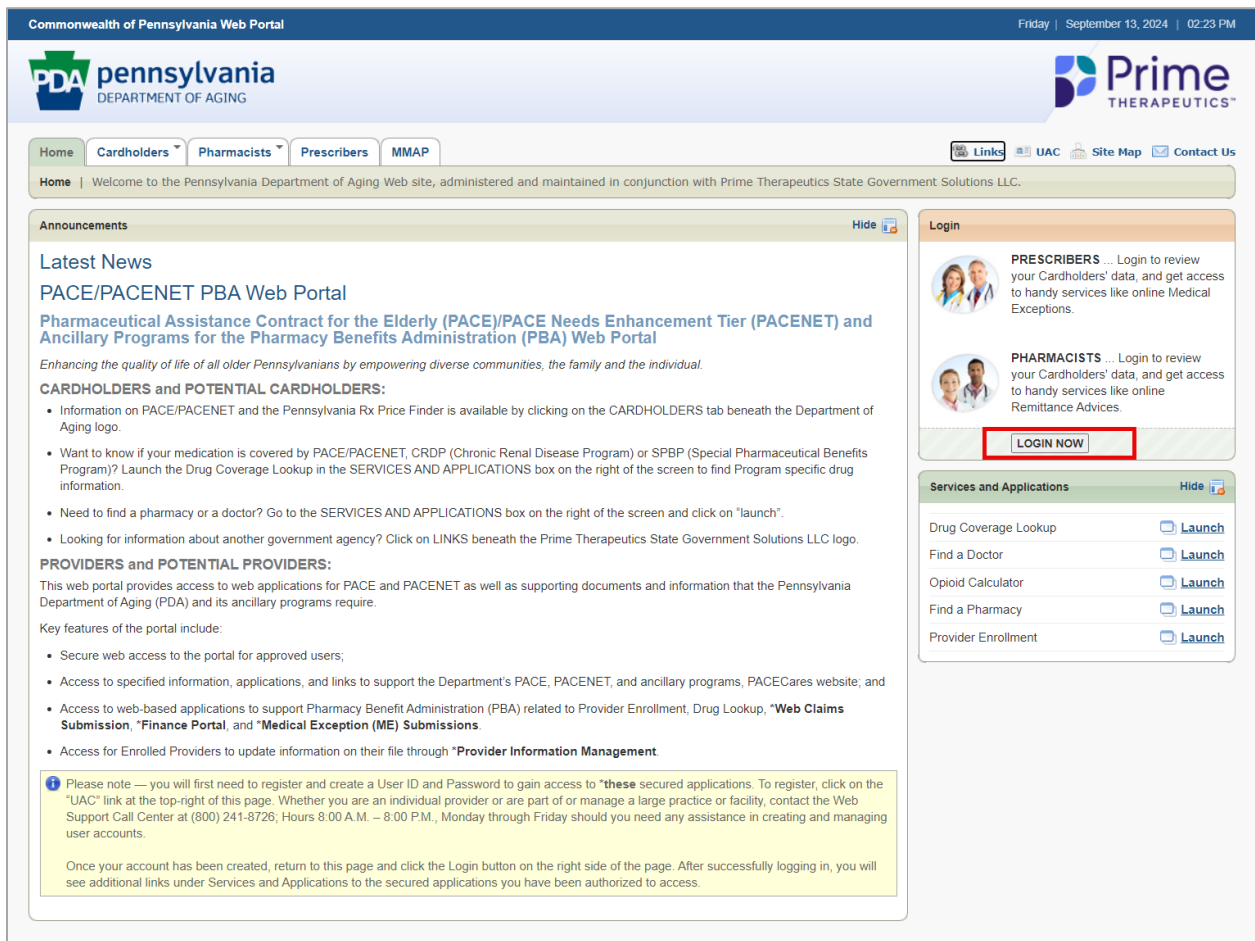 Commonwealth of Pennsylvania Web Portal
Friday | September 13, 2024 | 02:23 PM
PDA pennsylvania
DEPARTMENT OF AGING
Prime
THERAPEUTICS™
Home Cardholders Pharmacists Prescribers MMAP
Links UAC Site Map Contact Us
Home | Welcome to the Pennsylvania Department of Aging Web site, administered and maintained in conjunction with Prime Therapeutics State Government Solutions LLC.
Announcements Hide
Latest News
PACE/PACENET PBA Web Portal
Pharmaceutical Assistance Contract for the Elderly (PACE)/PACE Needs Enhancement Tier (PACENET) and
Ancillary Programs for the Pharmacy Benefits Administration (PBA) Web Portal
Enhancing the quality of life of all older Pennsylvanians by empowering diverse communities, the family and the individual.
CARDHOLDERS and POTENTIAL CARDHOLDERS:
• Information on PACE/PACENET and the Pennsylvania Rx Price Finder is available by clicking on the CARDHOLDERS tab beneath the Department of
Aging logo.
• Want to know if your medication is covered by PACE/PACENET, CRDP (Chronic Renal Disease Program) or SPBP (Special Pharmaceutical Benefits
Program)? Launch the Drug Coverage Lookup in the SERVICES AND APPLICATIONS box on the right of the screen to find Program specific drug
information.
• Need to find a pharmacy or a doctor? Go to the SERVICES AND APPLICATIONS box on the right of the screen and click on “launch”.
• Looking for information about another government agency? Click on LINKS beneath the Prime Therapeutics State Government Solutions LLC logo.
PROVIDERS and POTENTIAL PROVIDERS:
This web portal provides access to web applications for PACE and PACENET as well as supporting documents and information that the Pennsylvania
Department of Aging (PDA) and its ancillary programs require.
Key features of the portal include:
• Secure web access to the portal for approved users;
• Access to specified information, applications, and links to support the Department’s PACE, PACENET, and ancillary programs, PACECares website; and
• Access to web-based applications to support Pharmacy Benefit Administration (PBA) related to Provider Enrollment, Drug Lookup, *Web Claims
Submission, *Finance Portal, and *Medical Exception (ME) Submissions.
• Access for Enrolled Providers to update information on their file through *Provider Information Management.
Please note — you will first need to register and create a User ID and Password to gain access to *these secured applications. To register, click on the
“UAC” link at the top-right of this page. Whether you are an individual provider or are part of or manage a large practice or facility, contact the Web
Support Call Center at (800) 241-8726; Hours 8:00 A.M. – 8:00 P.M., Monday through Friday should you need any assistance in creating and managing
user accounts.
Once your account has been created, return to this page and click the Login button on the right side of the page. After successfully logging in, you will
see additional links under Services and Applications to the secured applications you have been authorized to access.
Login
PRESCRIBERS ... Login to review
your Cardholders' data, and get access
to handy services like online Medical
Exceptions.
PHARMACISTS ... Login to review
your Cardholders' data, and get access
to handy services like online
Remittance Advices.
LOGIN NOW
Services and Applications Hide
Drug Coverage Lookup Launch
Find a Doctor Launch
Opioid Calculator Launch
Find a Pharmacy Launch
Provider Enrollment Launch